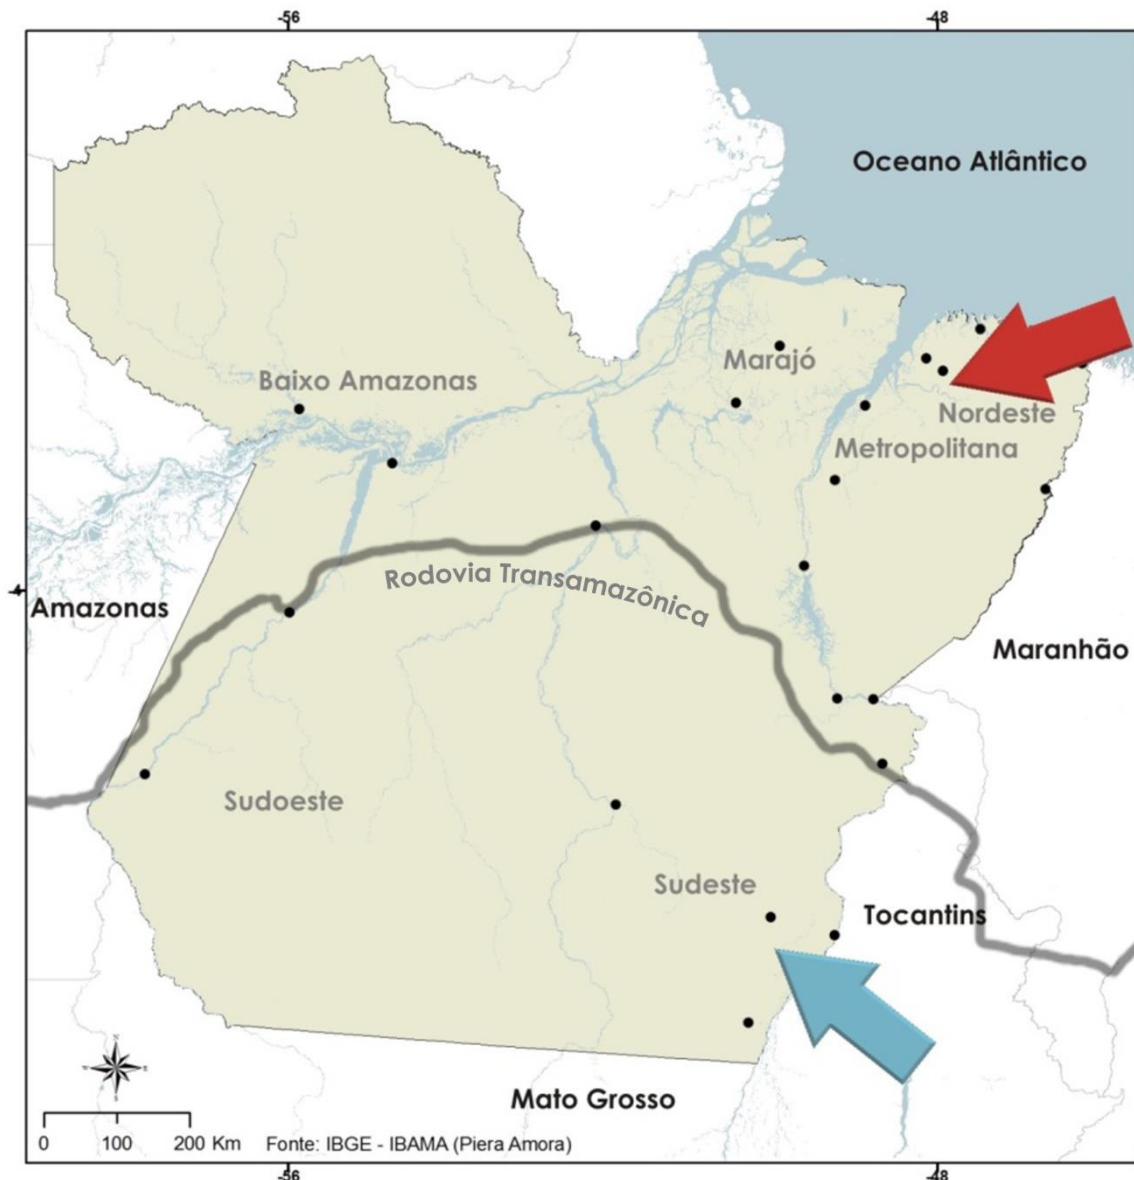 -56
-48
Oceano Atlântico
Marajó
Baixo Amazonas
Nordeste
Metropolitana
Rodovia Transamazônica
-4
Amazonas
Maranhão
Sudoeste
Sudeste
Tocantins
N
W
E
S
Mato Grosso
0 100 200 Km
Fonte: IBGE - IBAMA (Piera Amora)
-56
-48